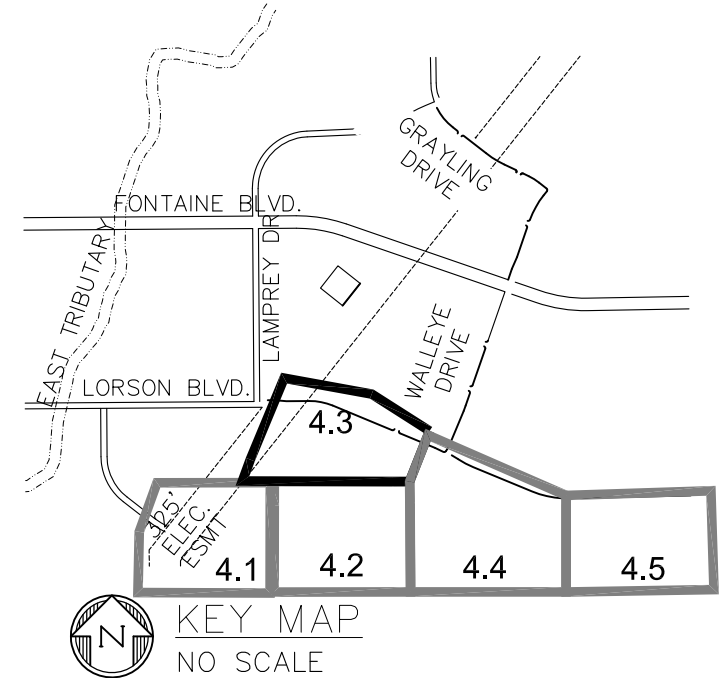 GRAYLING
DRIVE
FONTAINE BLVD.
EAST TRIBUTARY
LAMPREY DR
WALLEYE
DRIVE
LORSON BLVD.
4.3
325'
ELEC.
ESMT
4.1
4.2
4.4
4.5
N
KEY MAP
NO SCALE